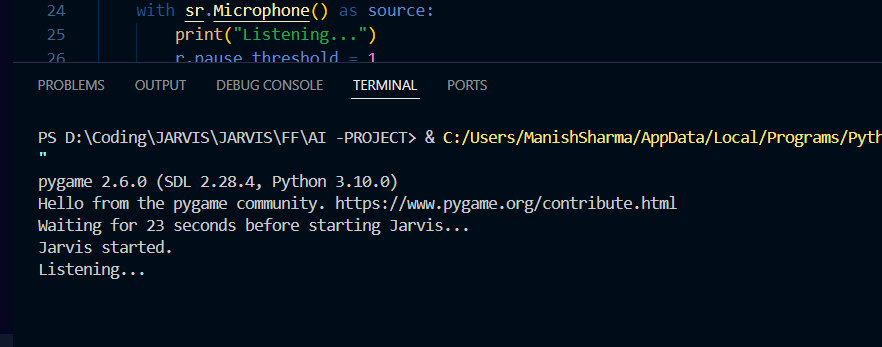 24 with sr.Microphone() as source:
25 print("Listening...")
26 r.pause_threshold = 1
PROBLEMS OUTPUT DEBUG CONSOLE TERMINAL PORTS
PS D:\Coding\JARVIS\JARVIS\FF\AI -PROJECT> & C:/Users/ManishSharma/AppData/Local/Programs/Pyth
"
pygame 2.6.0 (SDL 2.28.4, Python 3.10.0)
Hello from the pygame community. https://www.pygame.org/contribute.html
Waiting for 23 seconds before starting Jarvis...
Jarvis started.
Listening...